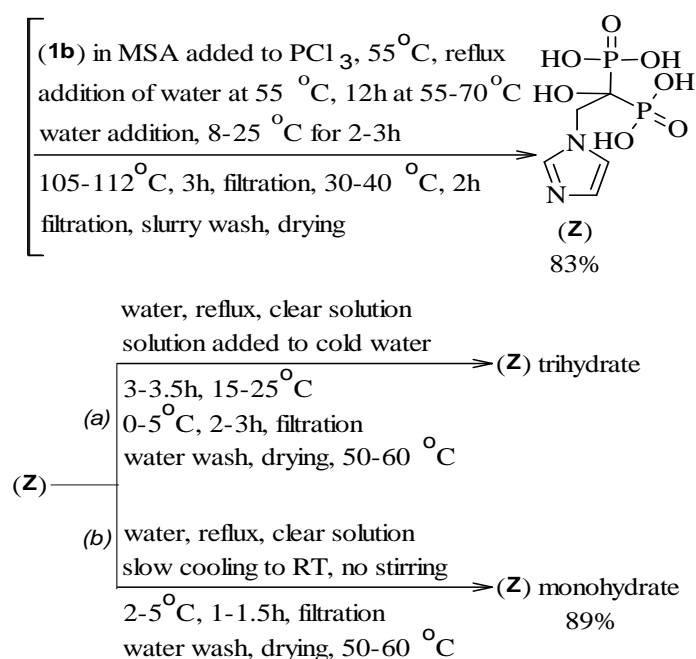 (1b) in MSA added to PCl3, 55°C, reflux
addition of water at 55 °C, 12h at 55-70°C
water addition, 8-25 °C for 2-3h
105-112°C, 3h, filtration, 30-40 °C, 2h
filtration, slurry wash, drying
O OH
HO P OH
OH
HO P
O
HO
N
N
(Z)
83%
water, reflux, clear solution
solution added to cold water
(Z) trihydrate
3-3.5h, 15-25°C
(a) 0-5°C, 2-3h, filtration
water wash, drying, 50-60 °C
(Z)
(b) water, reflux, clear solution
slow cooling to RT, no stirring
(Z) monohydrate
89%
2-5°C, 1-1.5h, filtration
water wash, drying, 50-60 °C